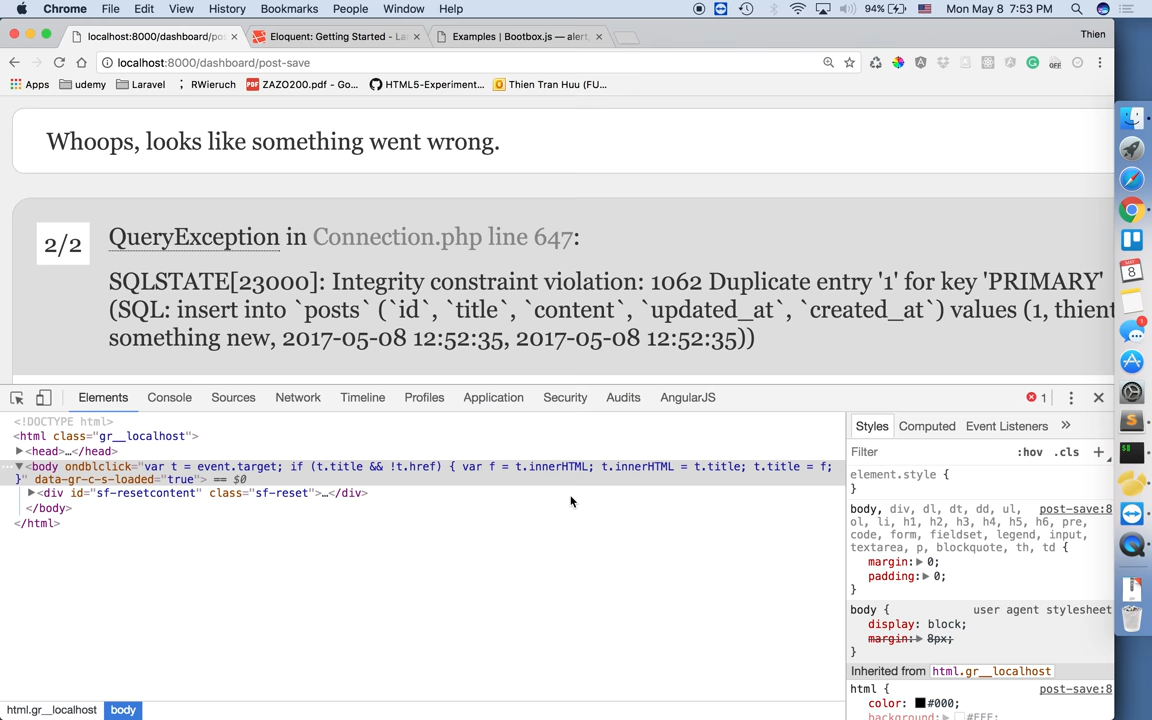 Chrome File Edit View History Bookmarks People Window Help 94% Mon May 8 7:53 PM
localhost:8000/dashboard/pos × Eloquent: Getting Started - La × Examples | Bootbox.js — alert, × Thien
localhost:8000/dashboard/post-save
Apps udemy Laravel ; RWieruch ZAZO200.pdf - Go... HTML5-Experiment... Thien Tran Huu (FU...
Whoops, looks like something went wrong.
2/2
QueryException in Connection.php line 647:
SQLSTATE[23000]: Integrity constraint violation: 1062 Duplicate entry '1' for key 'PRIMARY'
(SQL: insert into `posts` (`id`, `title`, `content`, `updated_at`, `created_at`) values (1, thient
something new, 2017-05-08 12:52:35, 2017-05-08 12:52:35))
Elements Console Sources Network Timeline Profiles Application Security Audits AngularJS 1
<!DOCTYPE html>
<html class="gr__localhost">
<head>…</head>
<body ondblclick="var t = event.target; if (t.title && !t.href) { var f = t.innerHTML; t.innerHTML = t.title; t.title = f;
}" data-gr-c-s-loaded="true"> == $0
<div id="sf-resetcontent" class="sf-reset">…</div>
</body>
</html>
html.gr__localhost body
Styles Computed Event Listeners »
Filter :hov .cls +
element.style {
}
body, div, dl, dt, dd, ul, post-save:8
ol, li, h1, h2, h3, h4, h5, h6, pre,
code, form, fieldset, legend, input,
textarea, p, blockquote, th, td {
margin: 0;
padding: 0;
}
body { user agent stylesheet
display: block;
margin: 8px;
}
Inherited from html.gr__localhost
html { post-save:8
color: #000;
background: #FFF;